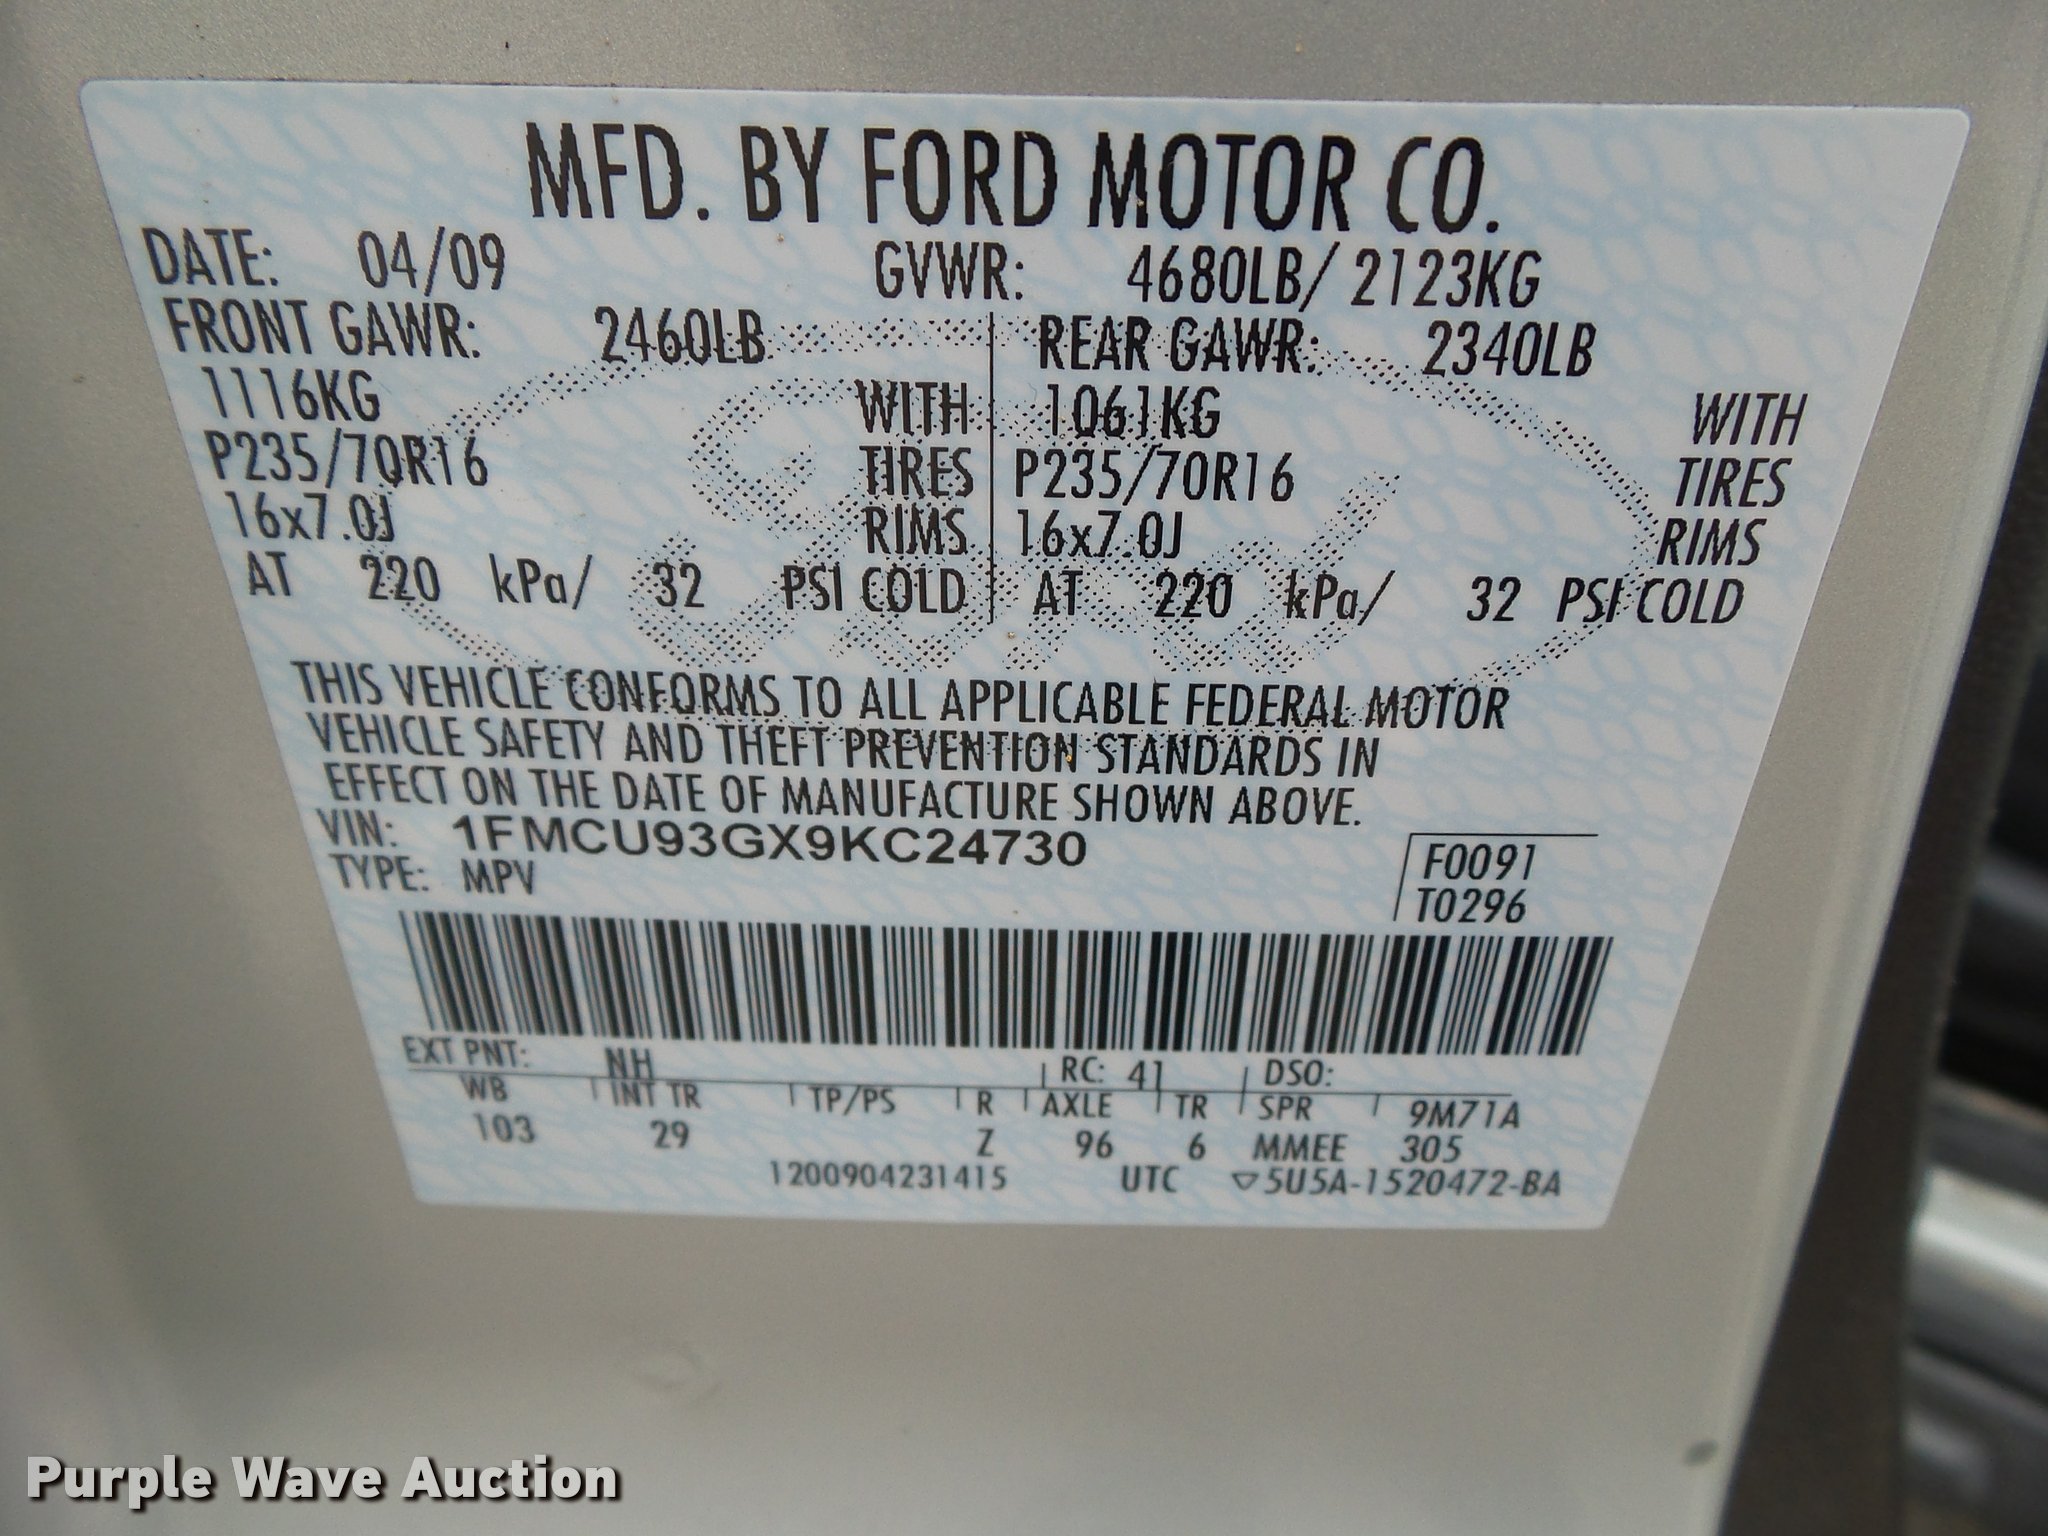 MFD. BY FORD MOTOR CO.
DATE: 04/09 GVWR: 4680LB/ 2123KG
FRONT GAWR: 2460LB REAR GAWR: 2340LB
1116KG WITH 1061KG WITH
P235/70R16 TIRES P235/70R16 TIRES
16x7.0J RIMS 16x7.0J RIMS
AT 220 kPa/ 32 PSI COLD AT 220 kPa/ 32 PSI COLD
THIS VEHICLE CONFORMS TO ALL APPLICABLE FEDERAL MOTOR
VEHICLE SAFETY AND THEFT PREVENTION STANDARDS IN
EFFECT ON THE DATE OF MANUFACTURE SHOWN ABOVE.
VIN: 1FMCU93GX9KC24730
TYPE: MPV
F0091
T0296
EXT PNT: NH RC: 41 DSO:
WB INT TR TP/PS R AXLE TR SPR 9M71A
103 29 Z 96 6 MMEE 305
1200904231415 UTC ▽5U5A-1520472-BA
Ford
Purple Wave Auction